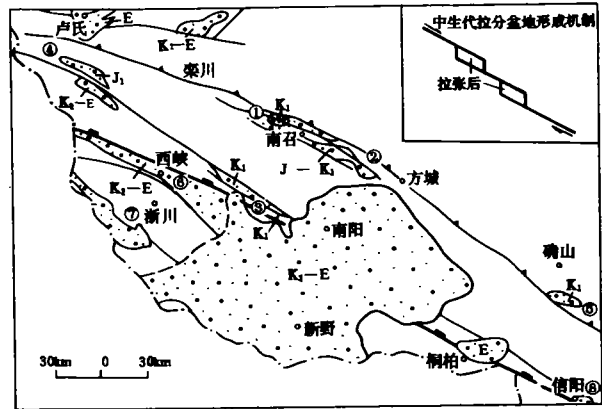 中生代拉分盆地形成机制
拉张后
卢氏
E
K₂—E
④
栾川
J₁
K₂—E
①
K₁
南召
②
J — K₁
方城
西峡
K₁
⑥
K₂—E
③
K₁
淅川
⑦
南阳
确山
K₁
⑤
K₂—E
新野
E
桐柏
信阳
⑧
30km 0 30km